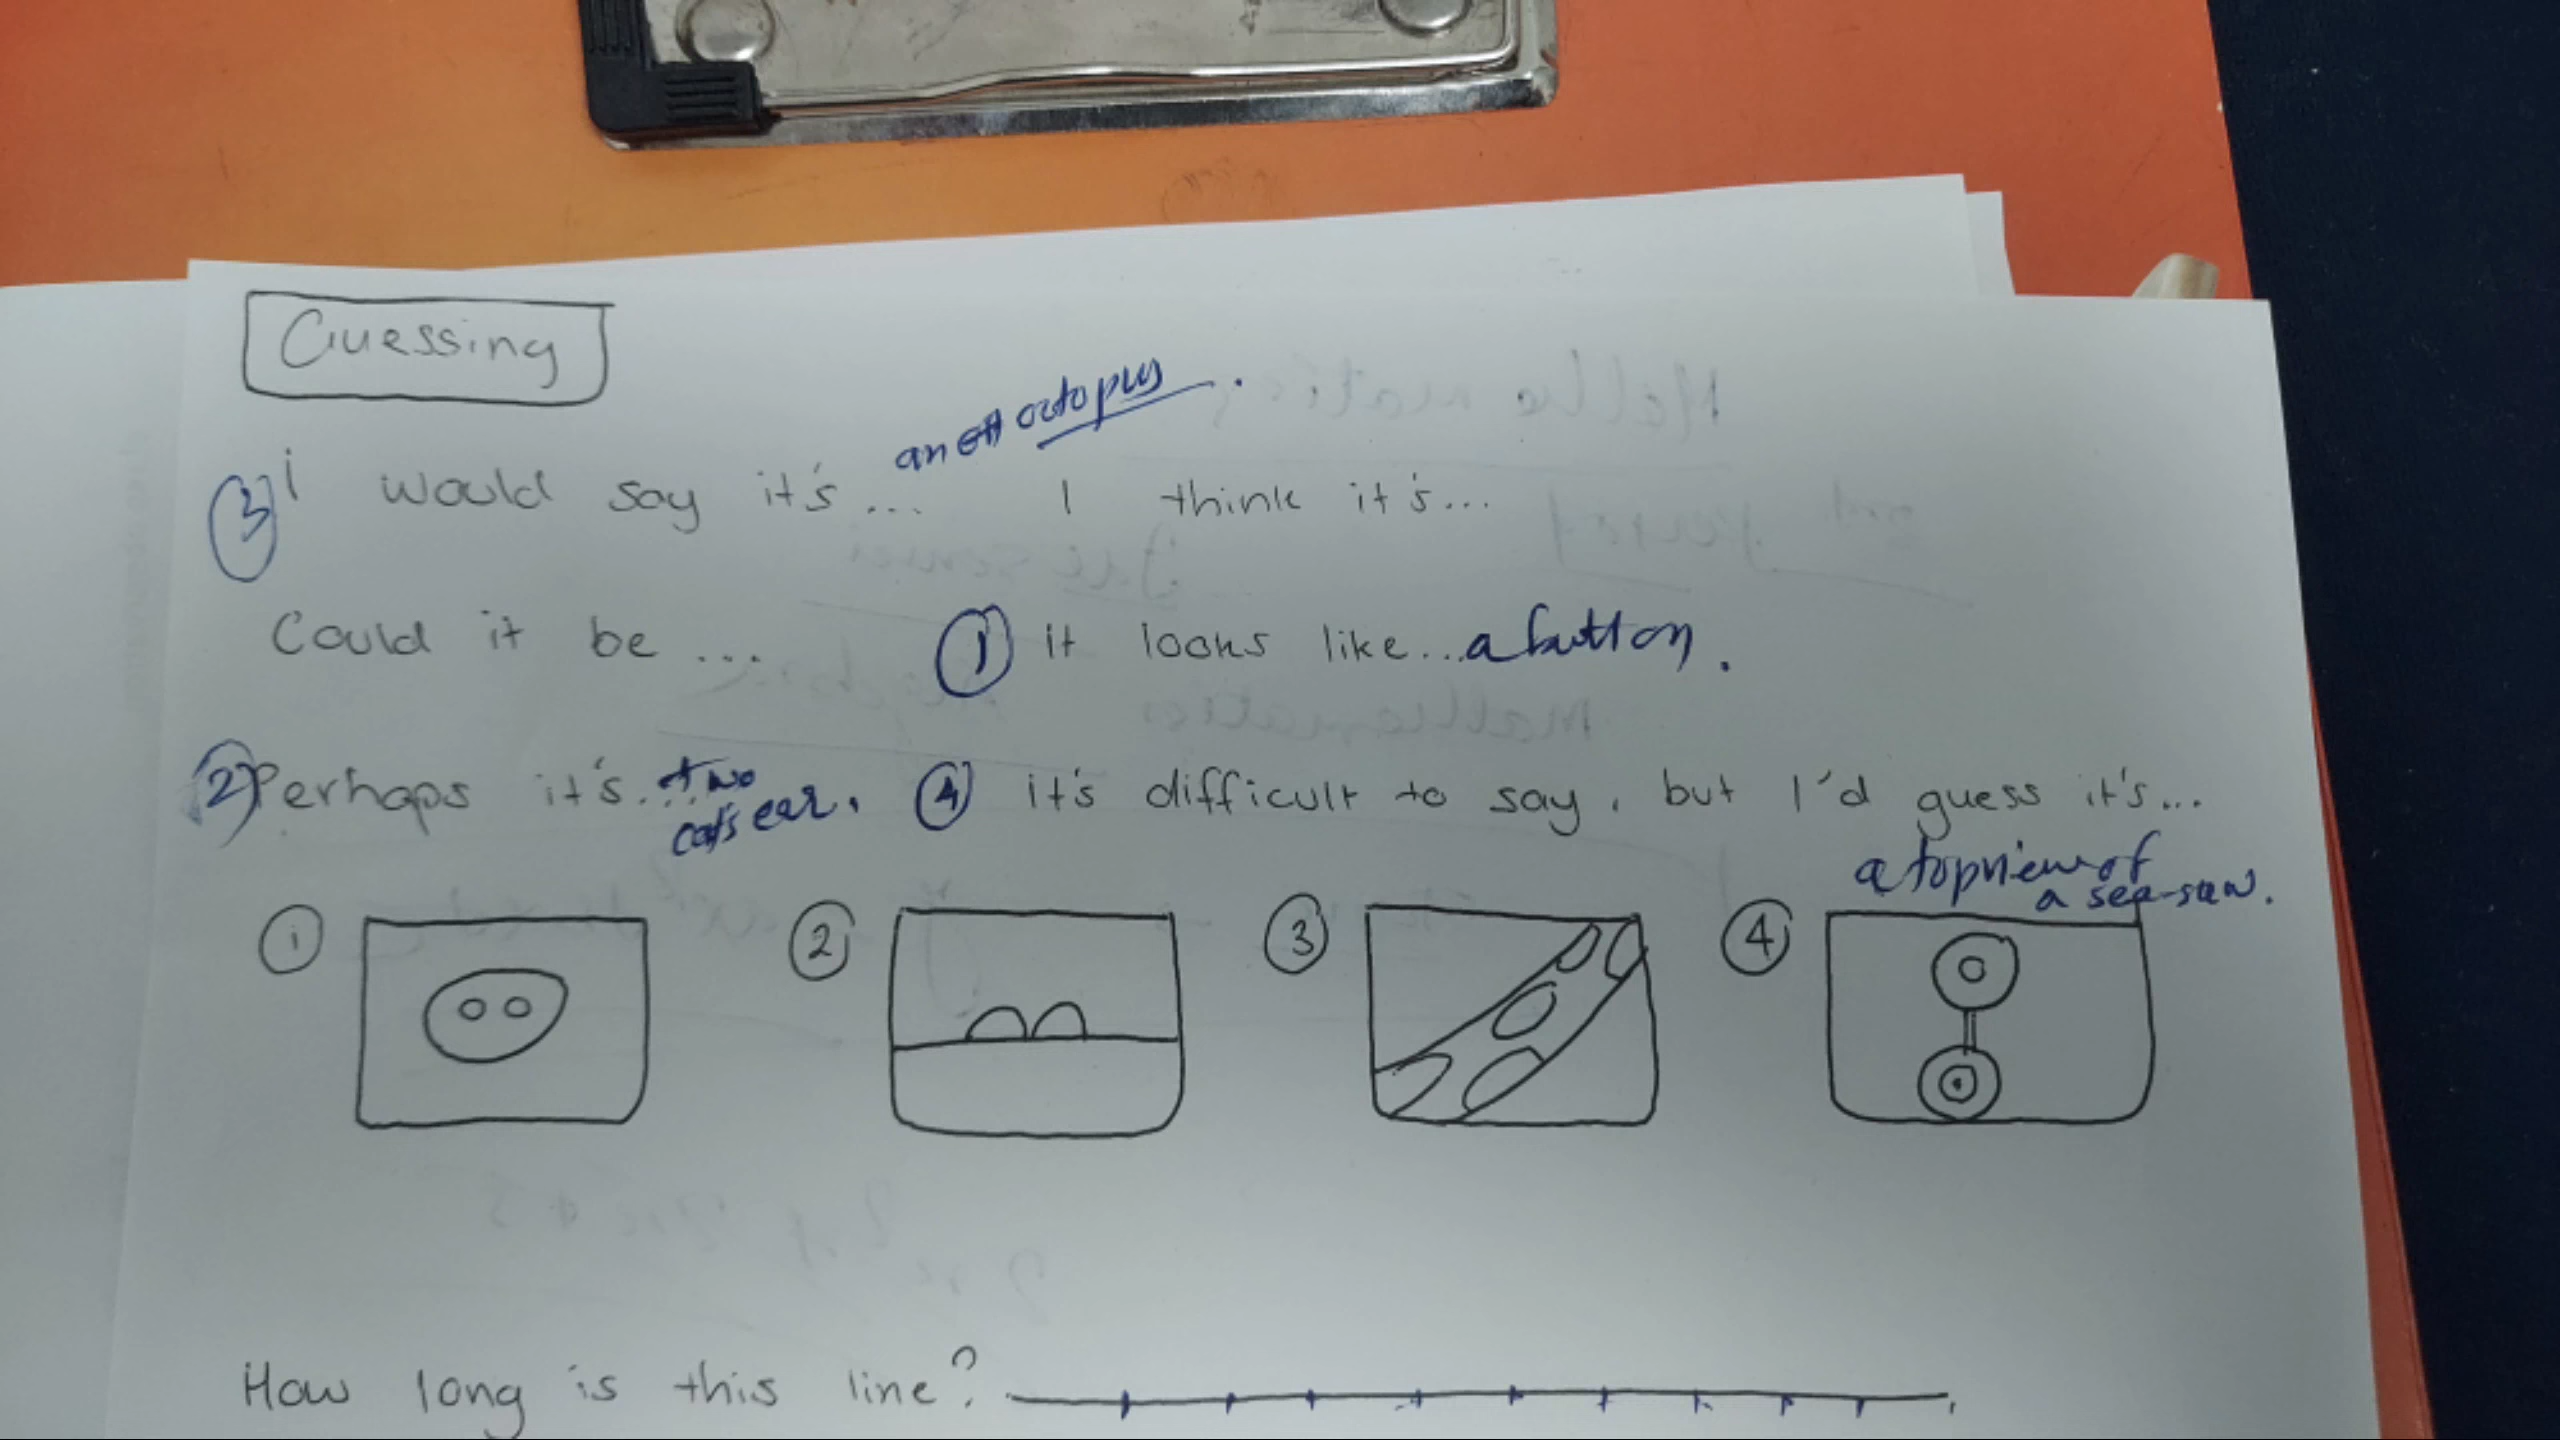 Guessing
an octopus.
③ I would say it's... I think it's...
Could it be ... ① it looks like... a button.
② Perhaps it's... two cat's ear. ④ it's difficult to say, but I'd guess it's...
a topview of
a sea-saw.
① ② ③ ④
How long is this line?